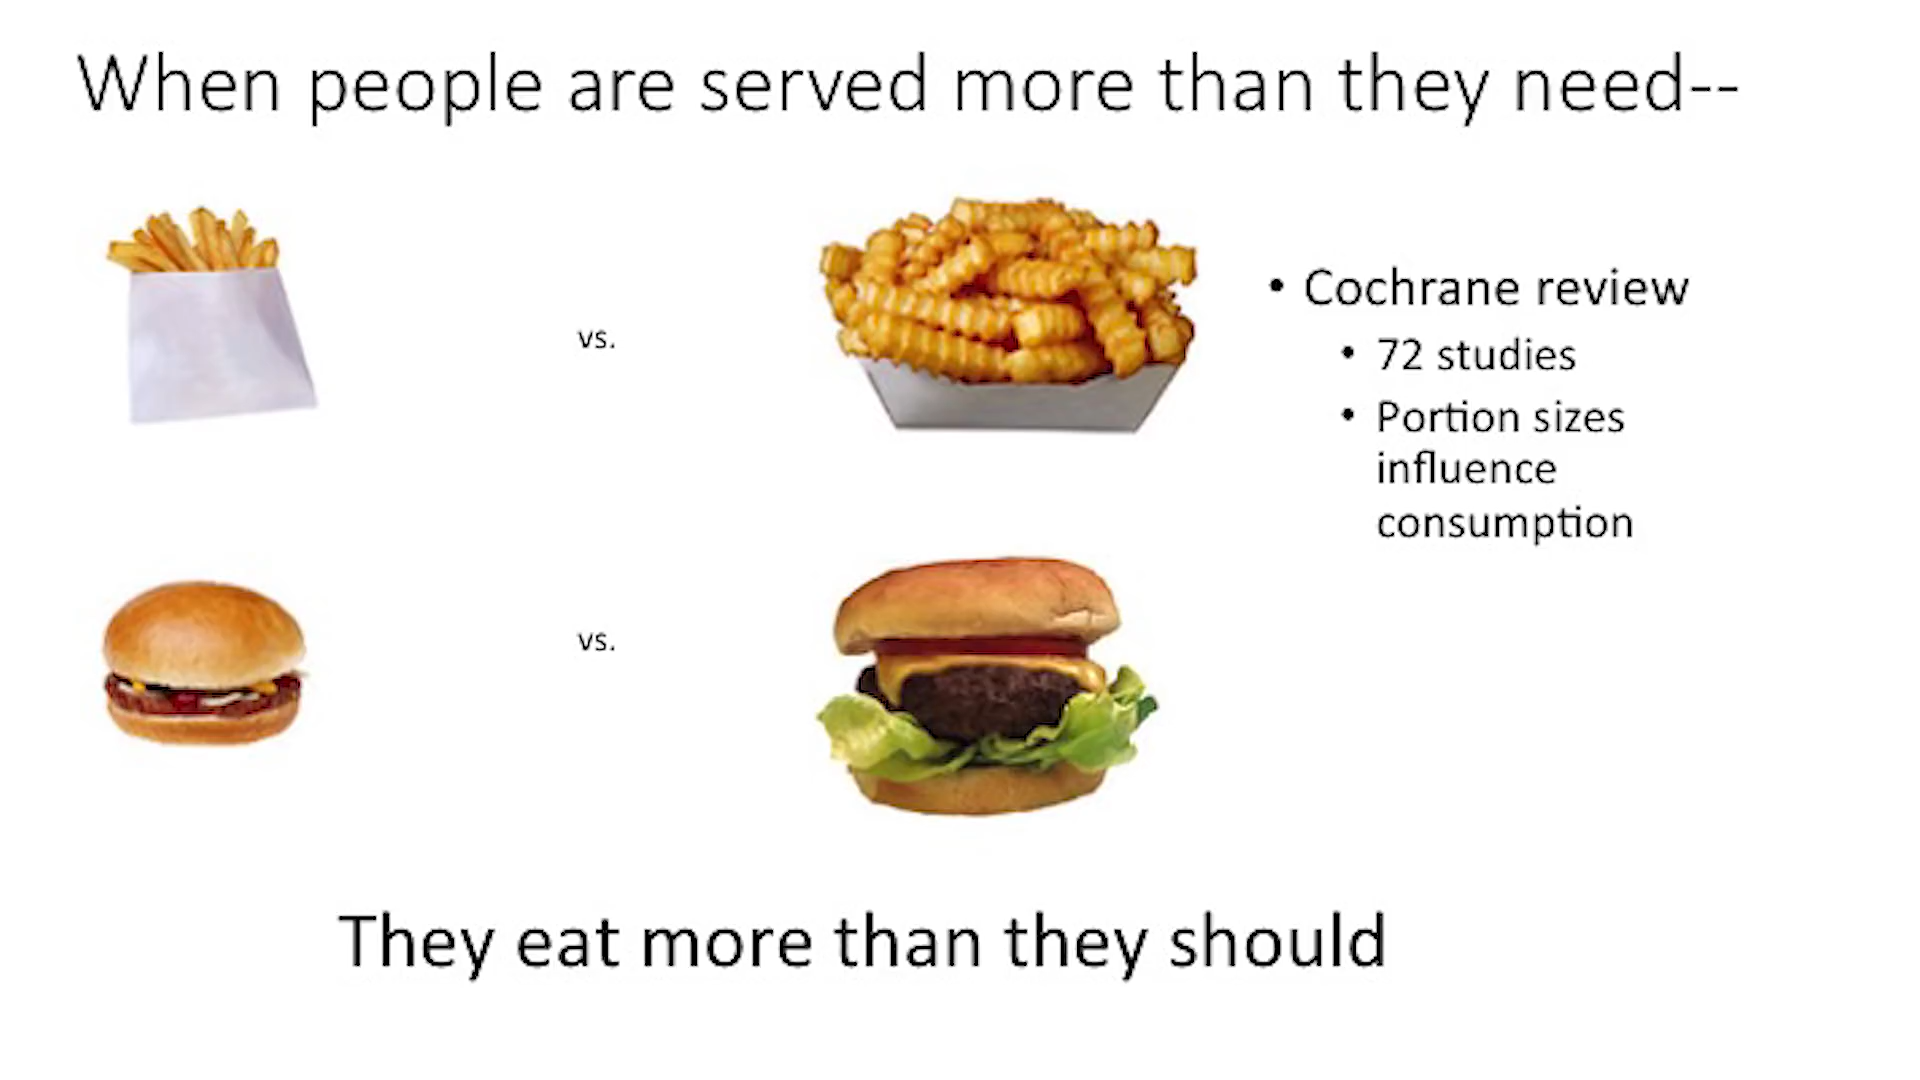 When people are served more than they need--
vs.
• Cochrane review
• 72 studies
• Portion sizes
influence
consumption
vs.
They eat more than they should